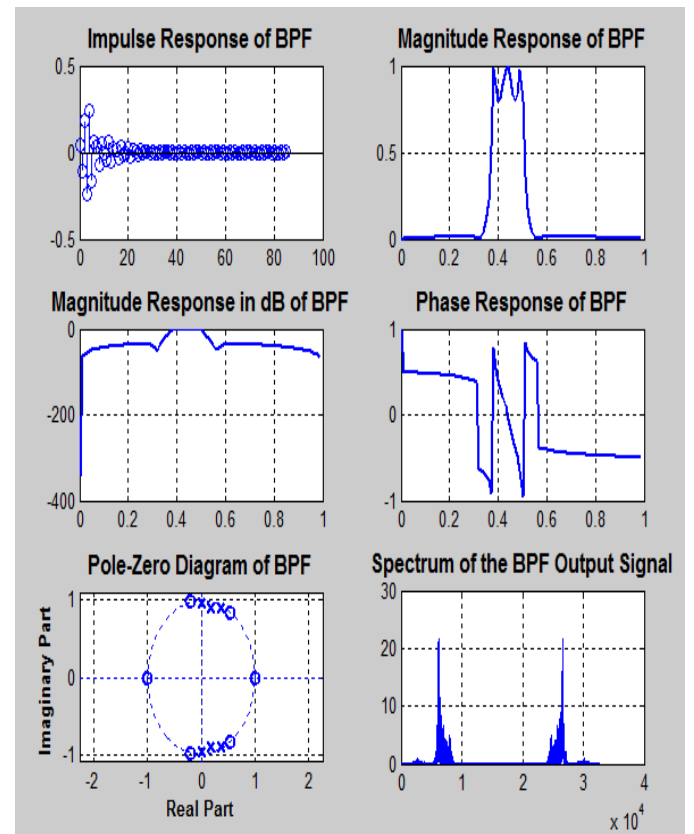 Impulse Response of BPF
0.5
0
-0.5
0 20 40 60 80 100
Magnitude Response of BPF
1
0.5
0
0 0.2 0.4 0.6 0.8 1
Magnitude Response in dB of BPF
0
-200
-400
0 0.2 0.4 0.6 0.8 1
Phase Response of BPF
1
0
-1
0 0.2 0.4 0.6 0.8 1
Pole-Zero Diagram of BPF
Imaginary Part
1
0
-1
-2 -1 0 1 2
Real Part
Spectrum of the BPF Output Signal
30
20
10
0
0 1 2 3 4
x 10^4